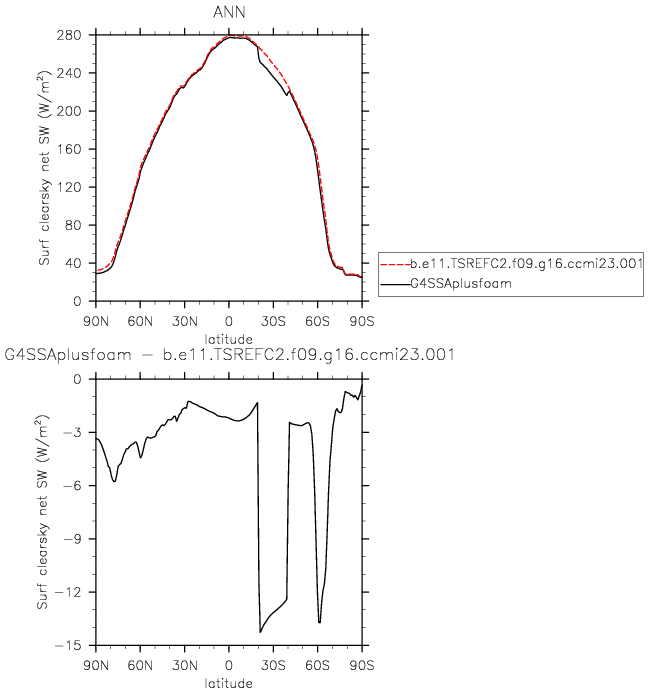 ANN
Surf clearsky net SW (W/m²)
280
240
200
160
120
80
40
0
90N 60N 30N 0 30S 60S 90S
latitude
b.e11.TSREFC2.f09.g16.ccmi23.001
G4SSAplusfoam
G4SSAplusfoam − b.e11.TSREFC2.f09.g16.ccmi23.001
Surf clearsky net SW (W/m²)
0
−3
−6
−9
−12
−15
90N 60N 30N 0 30S 60S 90S
latitude